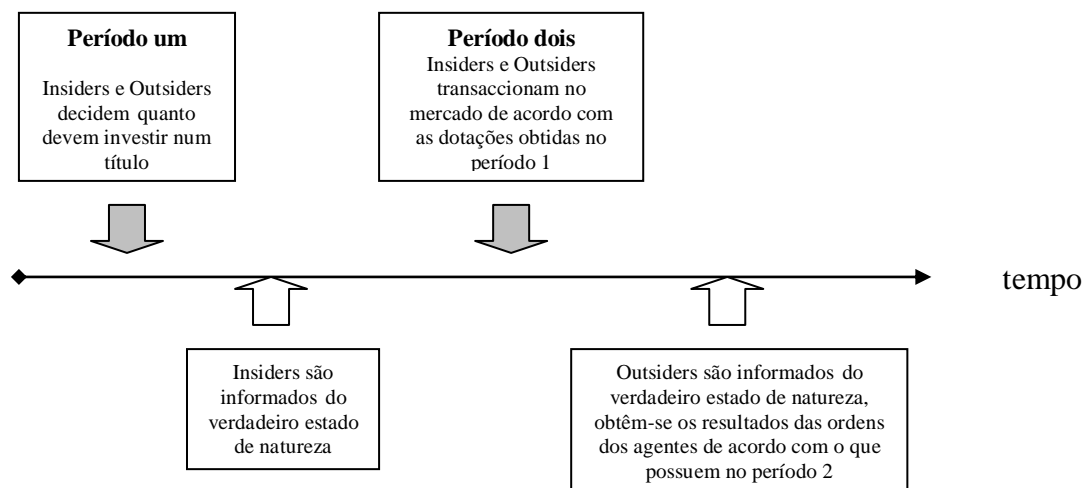 Período um
Insiders e Outsiders
decidem quanto
devem investir num
título
Período dois
Insiders e Outsiders
transaccionam no
mercado de acordo com
as dotações obtidas no
período 1
tempo
Insiders são
informados do
verdadeiro estado
de natureza
Outsiders são informados do
verdadeiro estado de natureza,
obtêm-se os resultados das ordens
dos agentes de acordo com o que
possuem no período 2